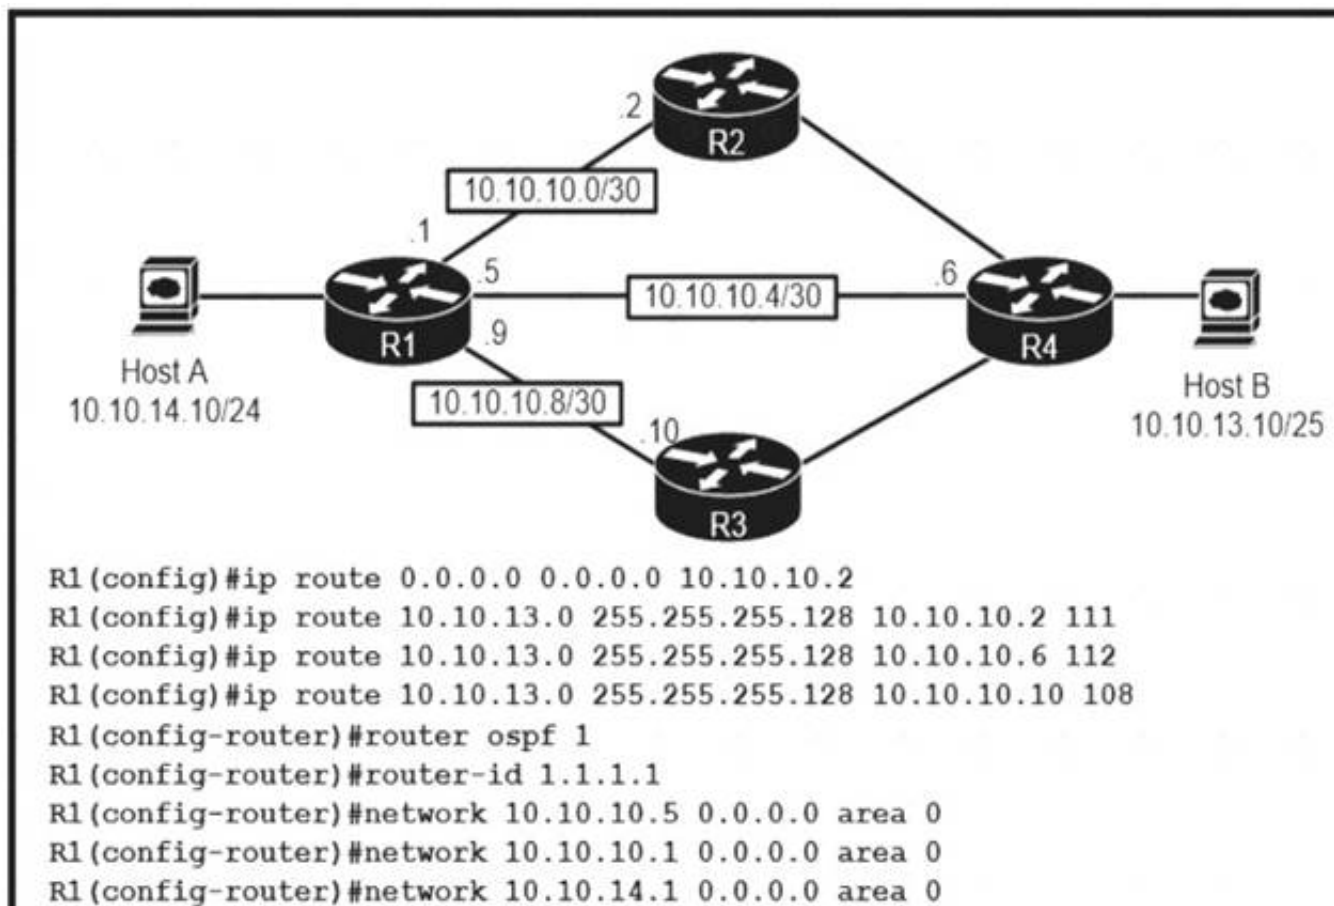 .2
R2
10.10.10.0/30
.1
.5
10.10.10.4/30
.6
R1
R4
.9
Host A
10.10.14.10/24
10.10.10.8/30
Host B
10.10.13.10/25
.10
R3
R1(config)#ip route 0.0.0.0 0.0.0.0 10.10.10.2
R1(config)#ip route 10.10.13.0 255.255.255.128 10.10.10.2 111
R1(config)#ip route 10.10.13.0 255.255.255.128 10.10.10.6 112
R1(config)#ip route 10.10.13.0 255.255.255.128 10.10.10.10 108
R1(config-router)#router ospf 1
R1(config-router)#router-id 1.1.1.1
R1(config-router)#network 10.10.10.5 0.0.0.0 area 0
R1(config-router)#network 10.10.10.1 0.0.0.0 area 0
R1(config-router)#network 10.10.14.1 0.0.0.0 area 0